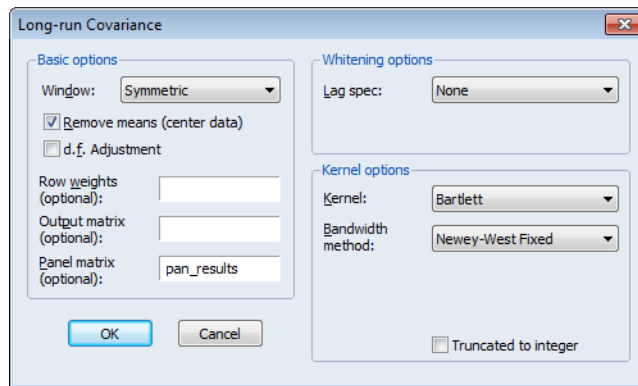 Long-run Covariance
Basic options
Window: Symmetric
Remove means (center data)
d.f. Adjustment
Row weights
(optional):
Output matrix
(optional):
Panel matrix
(optional): pan_results
OK Cancel
Whitening options
Lag spec: None
Kernel options
Kernel: Bartlett
Bandwidth
method: Newey-West Fixed
Truncated to integer